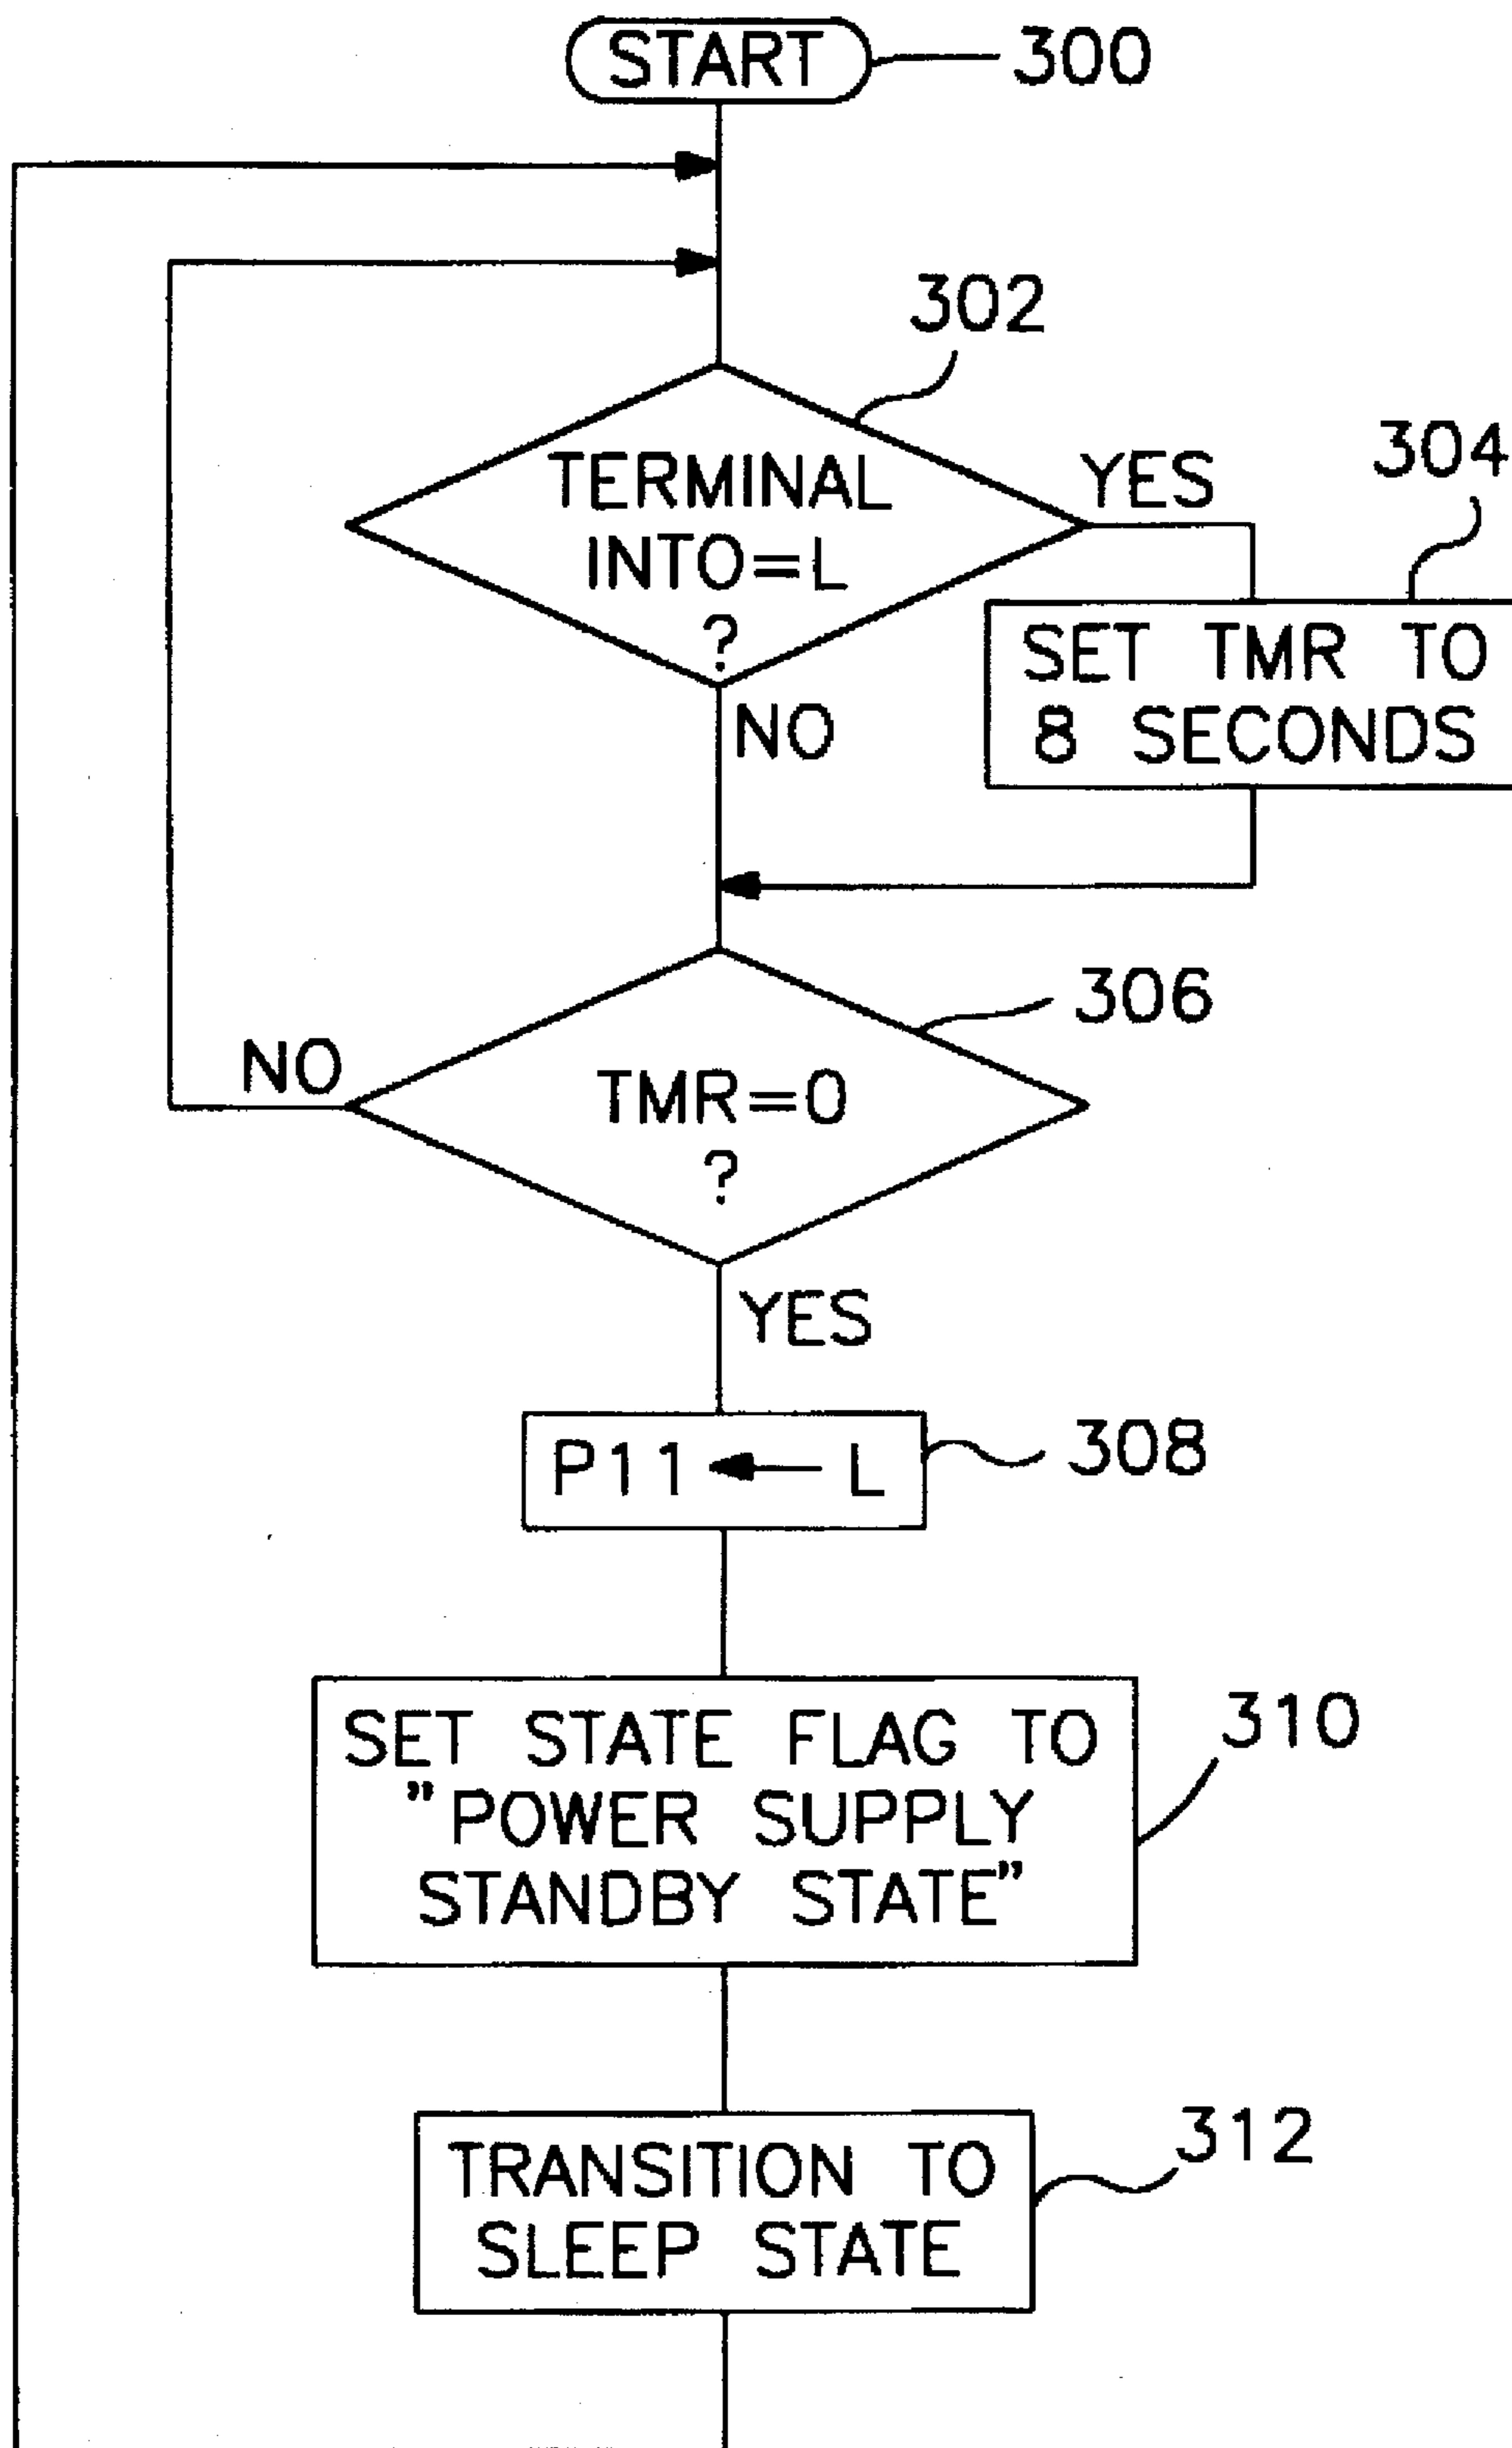 START
300
302
TERMINAL
INTO=L
?
YES
304
SET TMR TO
8 SECONDS
NO
306
TMR=0
?
NO
YES
P11 ← L
308
SET STATE FLAG TO
"POWER SUPPLY
STANDBY STATE"
310
TRANSITION TO
SLEEP STATE
312